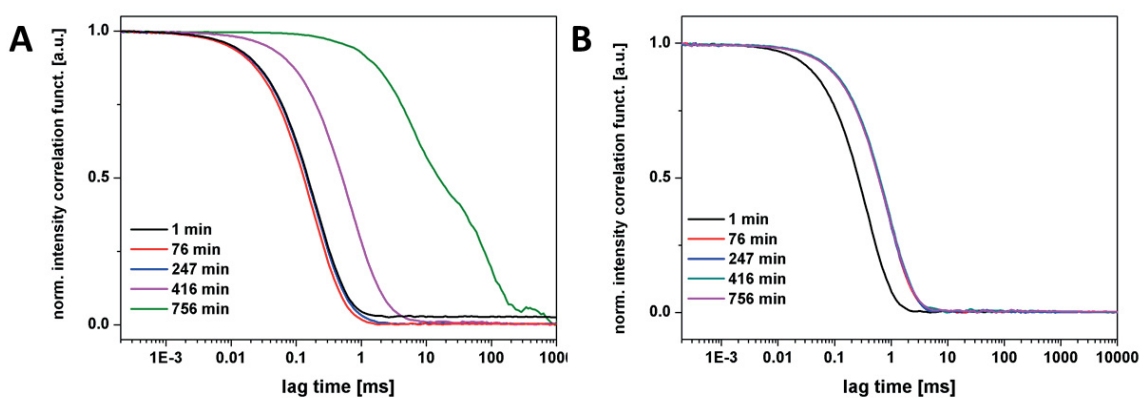 A
norm. intensity correlation funct. [a.u.]
1.0
0.5
0.0
1 min
76 min
247 min
416 min
756 min
1E-3 0.01 0.1 1 10 100 1000
lag time [ms]
B
norm. intensity correlation funct. [a.u.]
1.0
0.5
0.0
1 min
76 min
247 min
416 min
756 min
1E-3 0.01 0.1 1 10 100 1000 10000
lag time [ms]